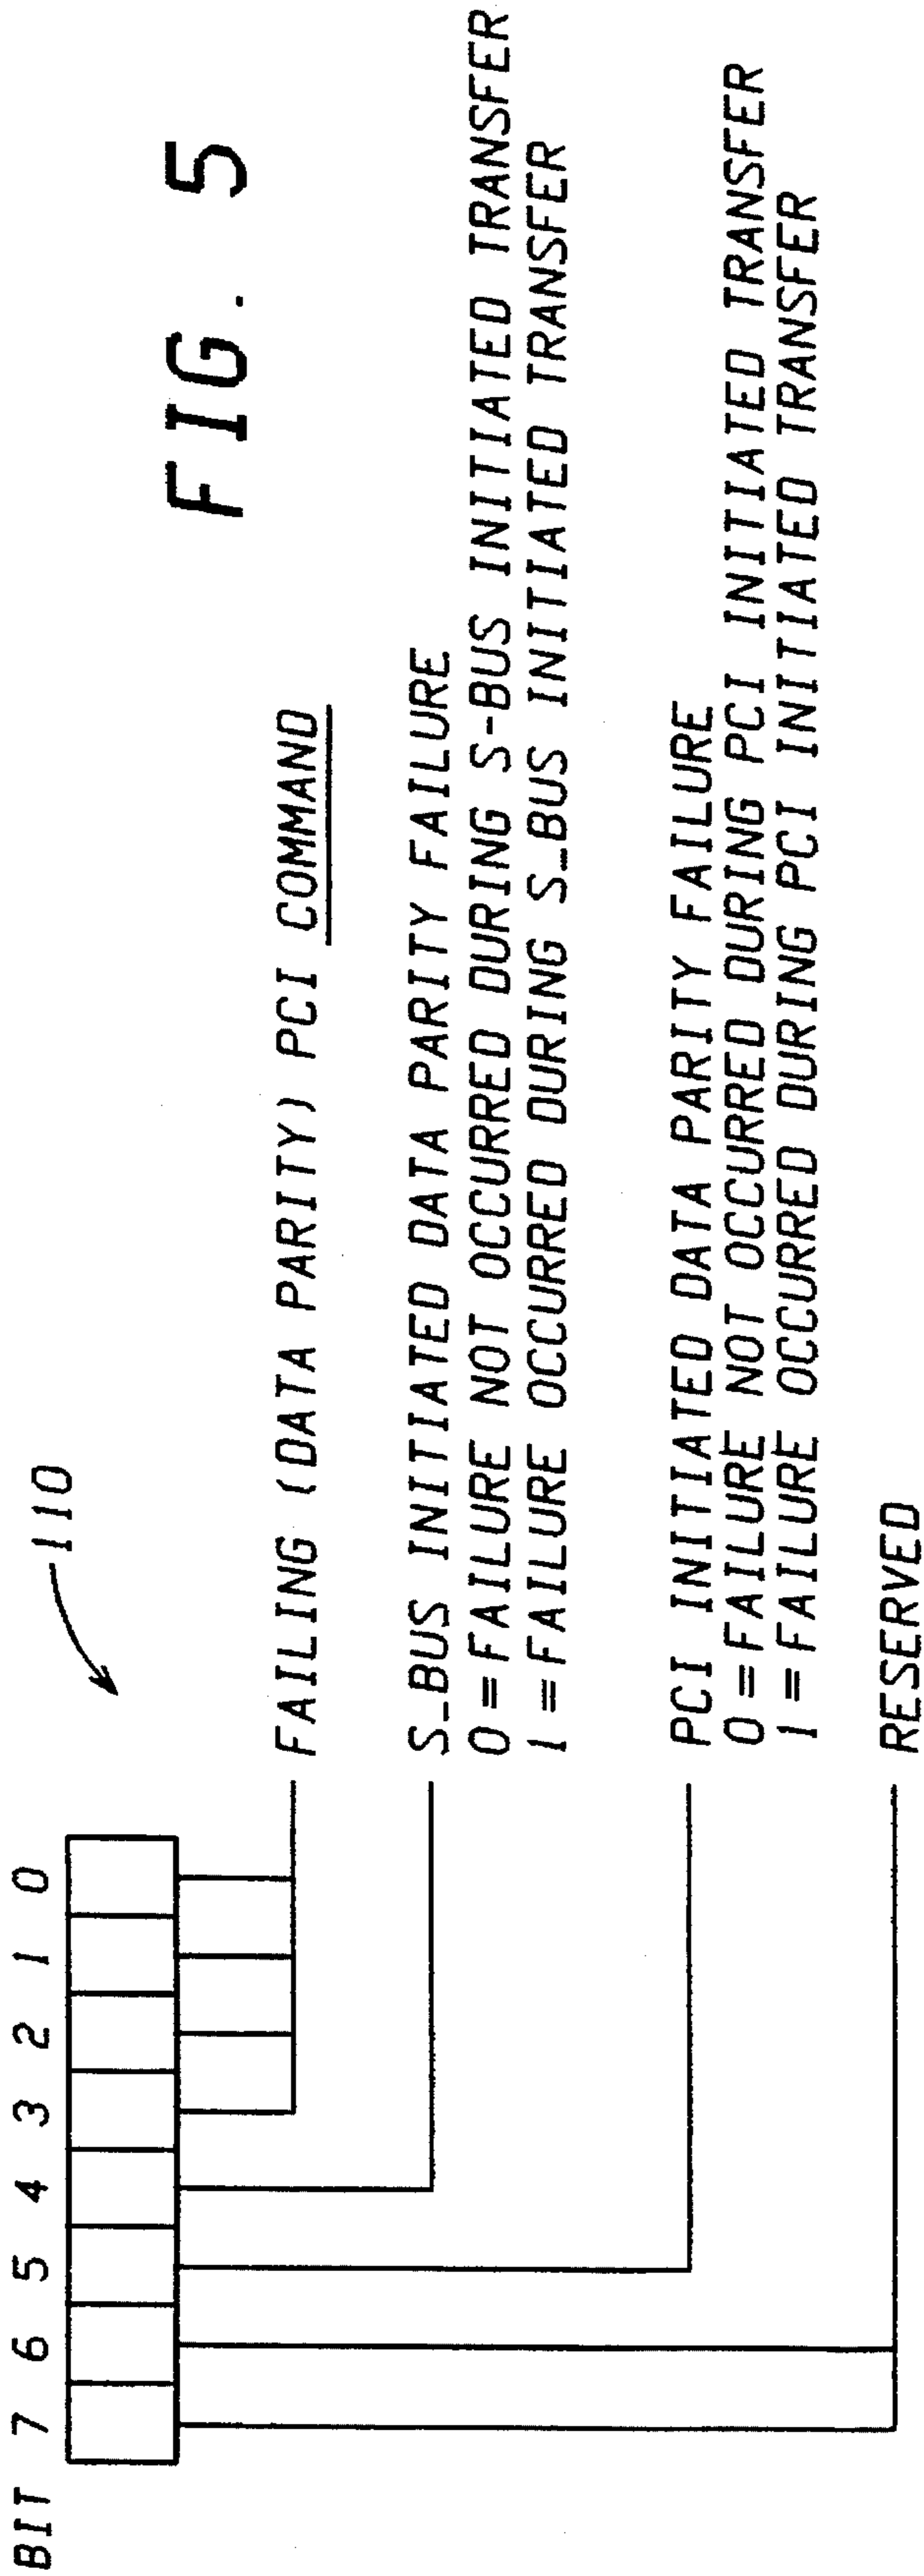 FIG. 5
110
BIT 7 6 5 4 3 2 1 0
FAILING (DATA PARITY) PCI COMMAND
S_BUS INITIATED DATA PARITY FAILURE
0=FAILURE NOT OCCURRED DURING S-BUS INITIATED TRANSFER
1=FAILURE OCCURRED DURING S_BUS INITIATED TRANSFER
PCI INITIATED DATA PARITY FAILURE
0=FAILURE NOT OCCURRED DURING PCI INITIATED TRANSFER
1=FAILURE OCCURRED DURING PCI INITIATED TRANSFER
RESERVED